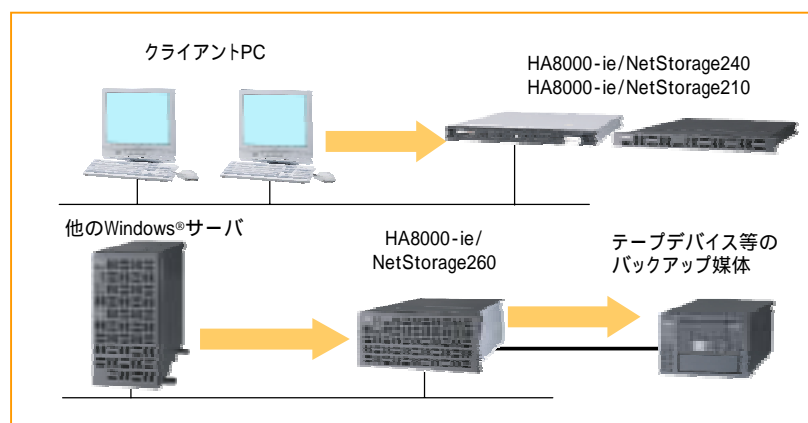 クライアントPC
HA8000-ie/NetStorage240
HA8000-ie/NetStorage210
他のWindows®サーバ
HA8000-ie/
NetStorage260
テープデバイス等の
バックアップ媒体